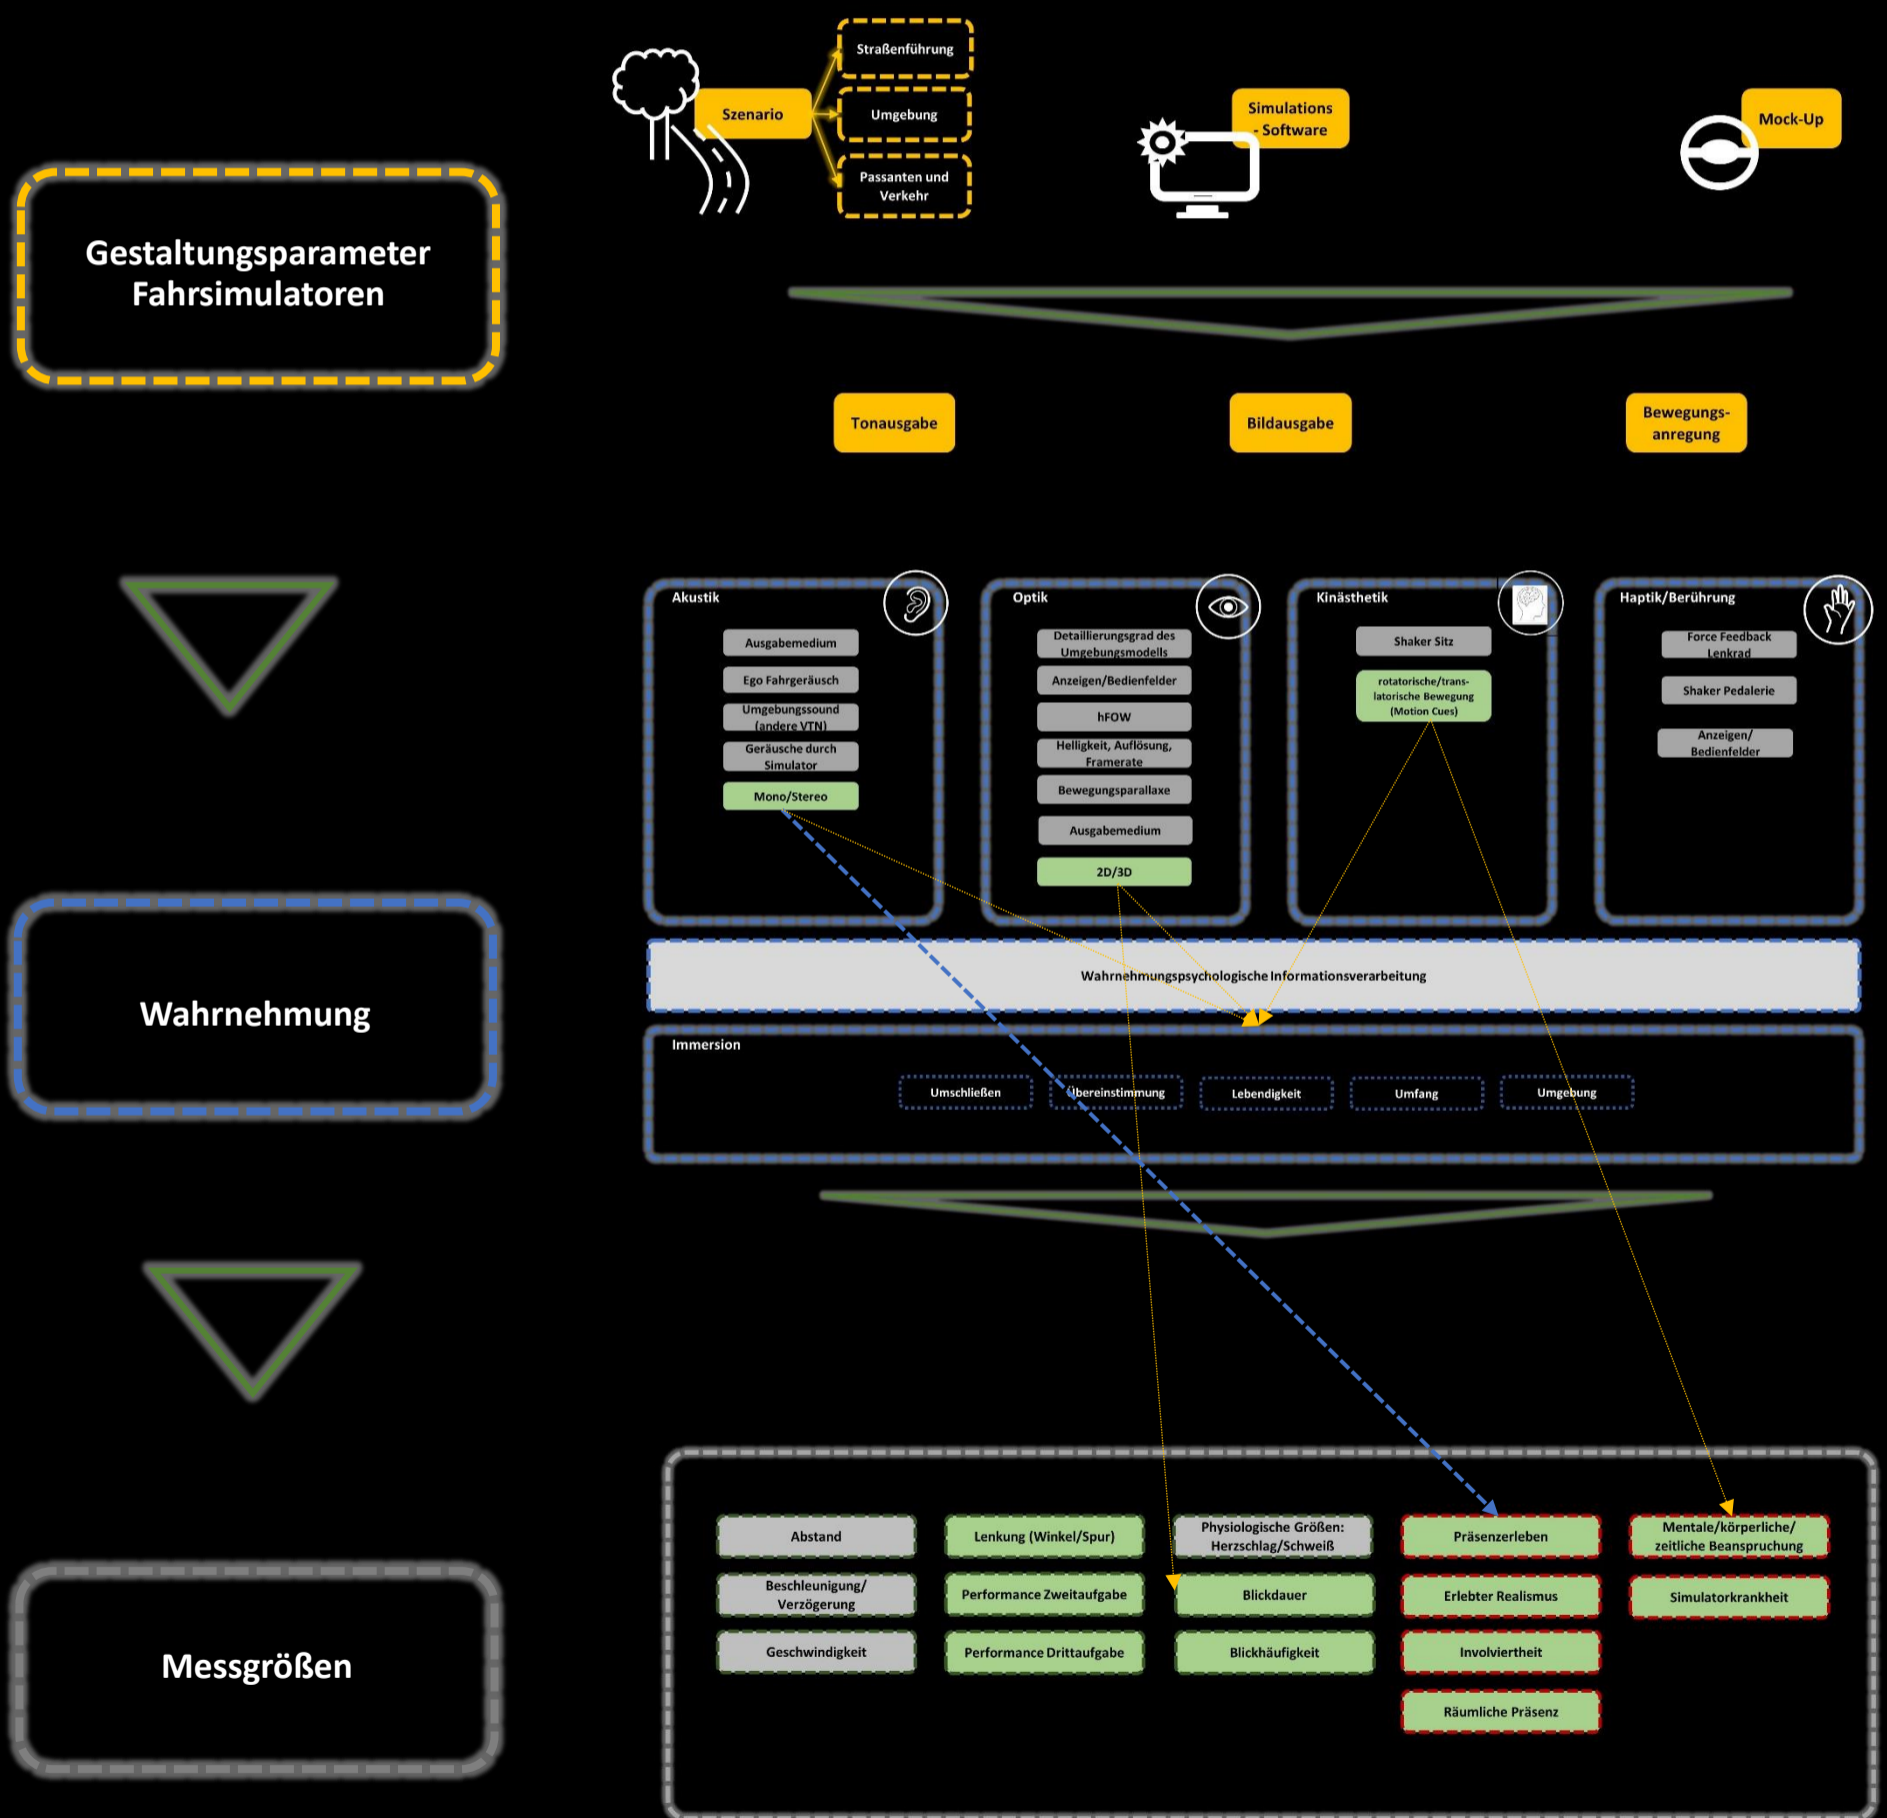 Straßenführung
Szenario
Umgebung
Passanten und
Verkehr
Simulations
- Software
Mock-Up
Gestaltungsparameter
Fahrsimulatoren
Tonausgabe
Bildausgabe
Bewegungs-
anregung
Akustik
Ausgabemedium
Ego Fahrgeräusch
Umgebungssound
(andere VTN)
Geräusche durch
Simulator
Mono/Stereo
Optik
Detaillierungsgrad des
Umgebungsmodells
Anzeigen/Bedienfelder
hFOW
Helligkeit, Auflösung,
Framerate
Bewegungsparallaxe
Ausgabemedium
2D/3D
Kinästhetik
Shaker Sitz
rotatorische/trans-
latorische Bewegung
(Motion Cues)
Haptik/Berührung
Force Feedback
Lenkrad
Shaker Pedalerie
Anzeigen/
Bedienfelder
Wahrnehmung
Wahrnehmungspsychologische Informationsverarbeitung
Immersion
Umschließen
Übereinstimmung
Lebendigkeit
Umfang
Umgebung
Messgrößen
Abstand
Beschleunigung/
Verzögerung
Geschwindigkeit
Lenkung (Winkel/Spur)
Performance Zweitaufgabe
Performance Drittaufgabe
Physiologische Größen:
Herzschlag/Schweiß
Blickdauer
Blickhäufigkeit
Präsenzerleben
Erlebter Realismus
Involviertheit
Räumliche Präsenz
Mentale/körperliche/
zeitliche Beanspruchung
Simulatorkrankheit